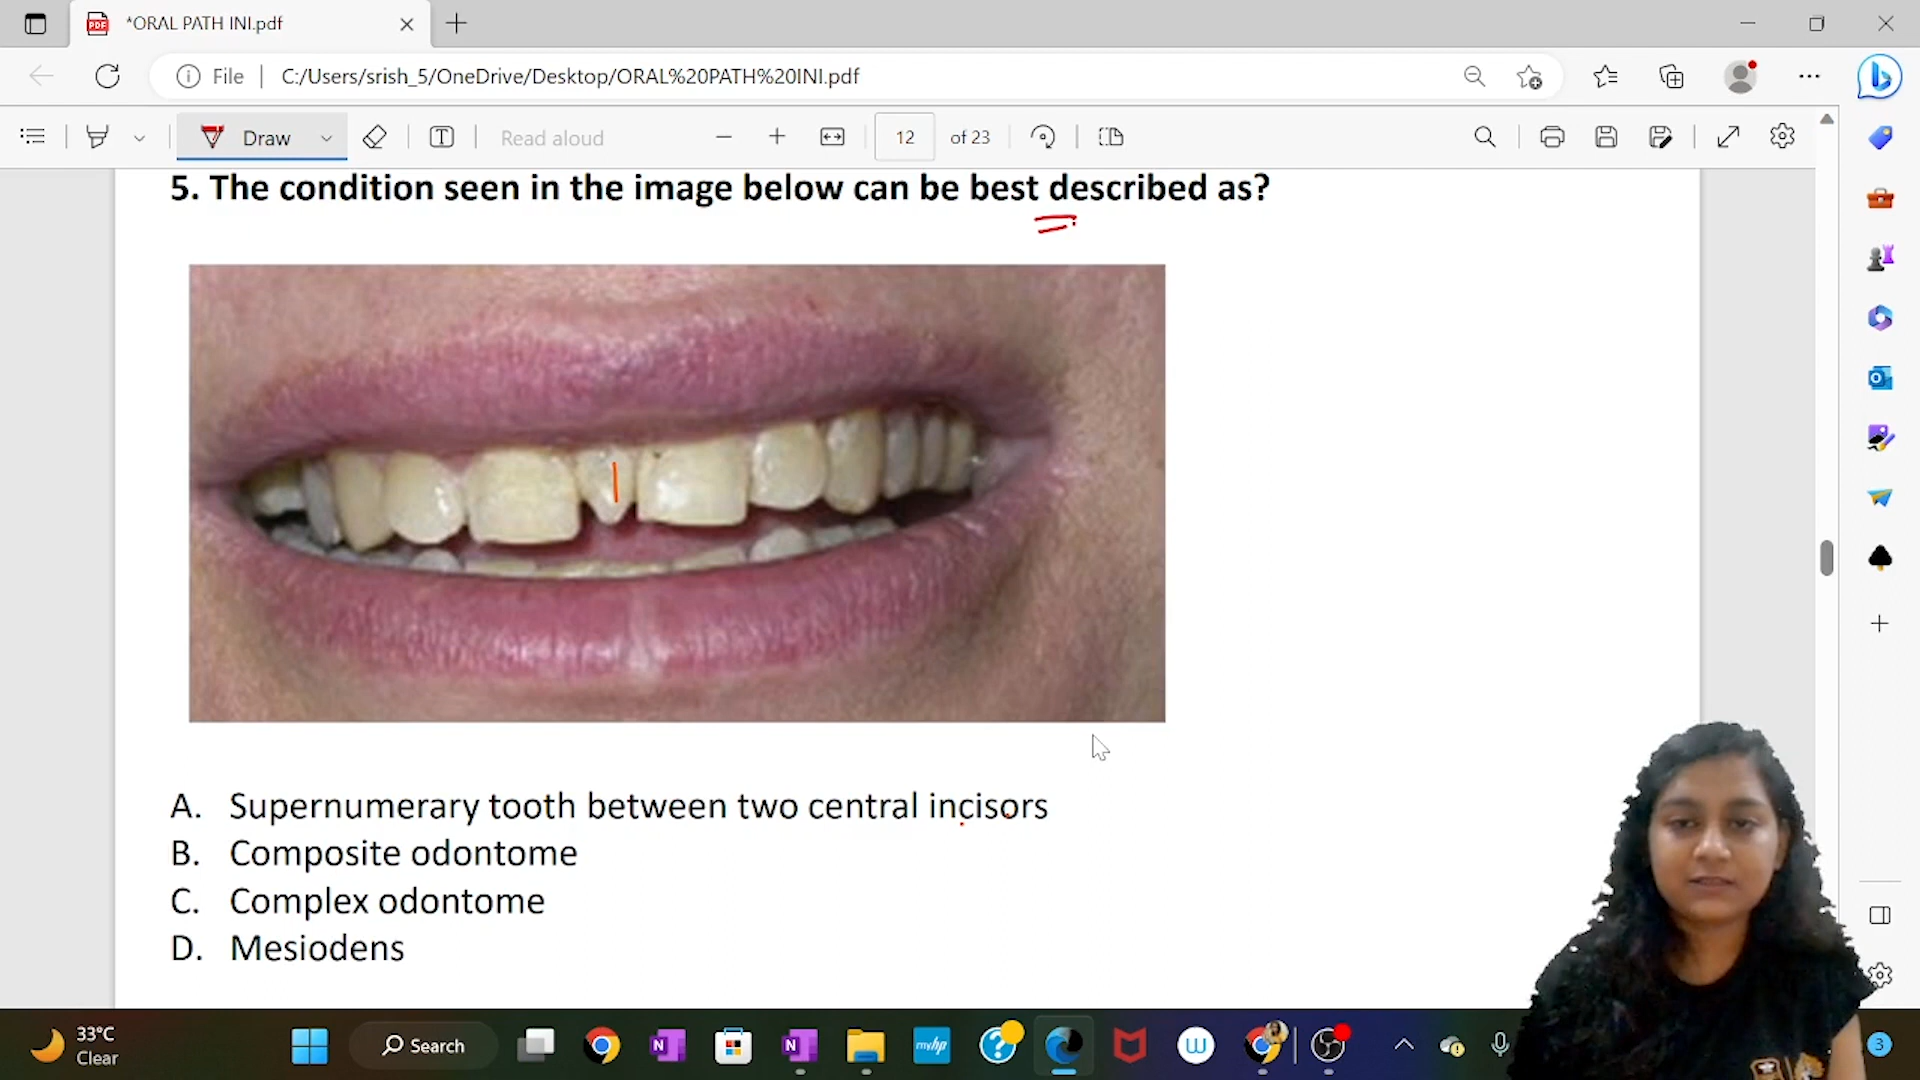 *ORAL PATH INI.pdf
File
C:/Users/srish_5/OneDrive/Desktop/ORAL%20PATH%20INI.pdf
Draw
Read aloud
12
of 23
5. The condition seen in the image below can be best described as?
A. Supernumerary tooth between two central incisors
B. Composite odontome
C. Complex odontome
D. Mesiodens
33°C
Clear
Search
3